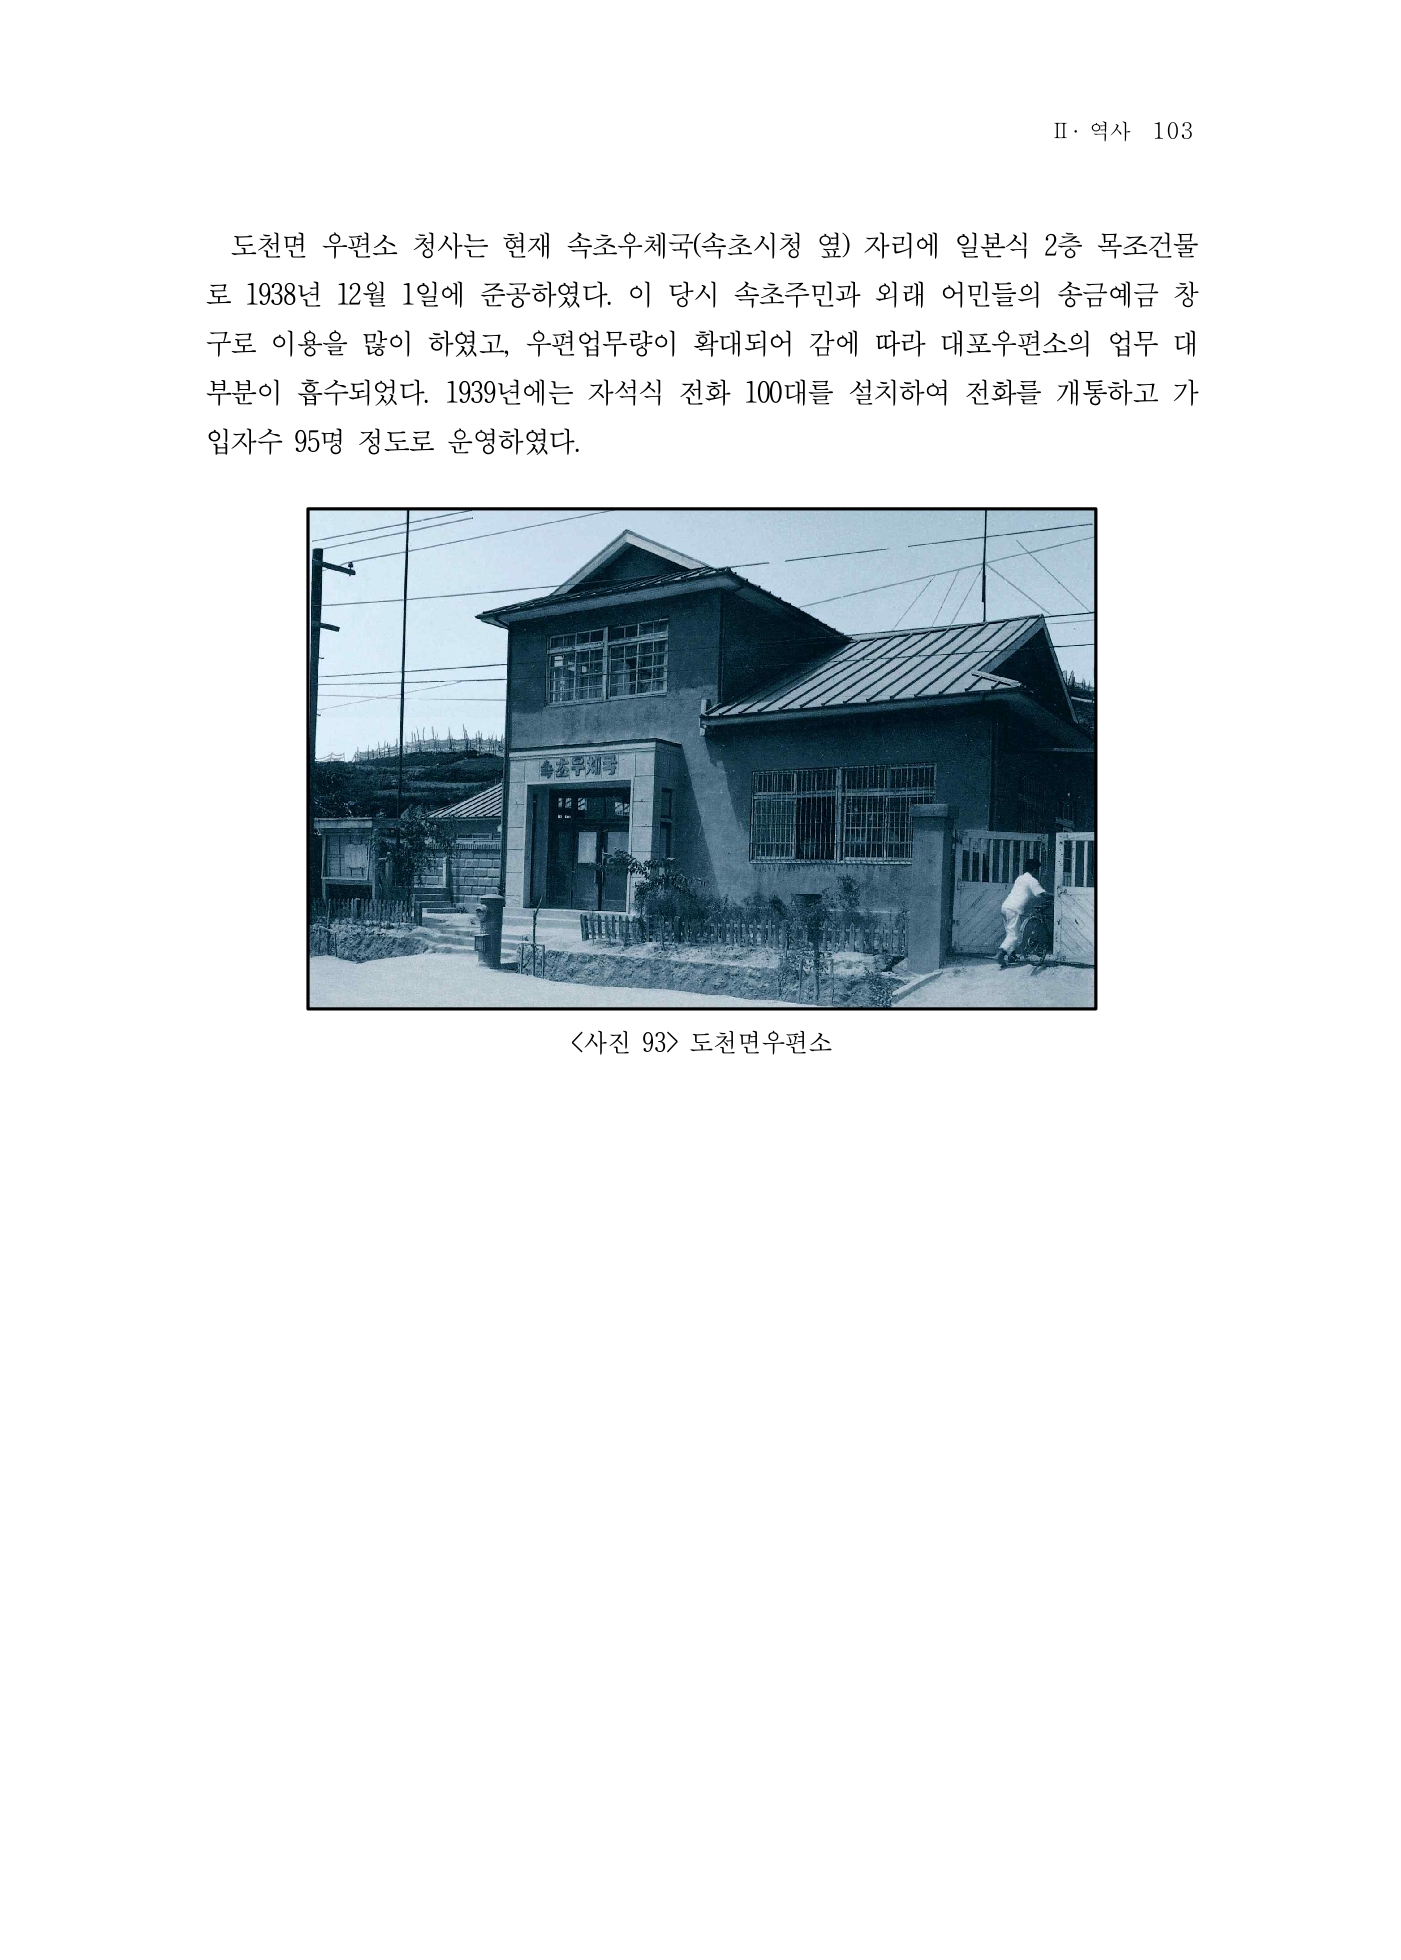 Ⅱ· 역사 103
도천면 우편소 청사는 현재 속초우체국(속초시청 옆) 자리에 일본식 2층 목조건물
로 1938년 12월 1일에 준공하였다. 이 당시 속초주민과 외래 어민들의 송금예금 창
구로 이용을 많이 하였고, 우편업무량이 확대되어 감에 따라 대포우편소의 업무 대
부분이 흡수되었다. 1939년에는 자석식 전화 100대를 설치하여 전화를 개통하고 가
입자수 95명 정도로 운영하였다.
속초우체국
<사진 93> 도천면우편소